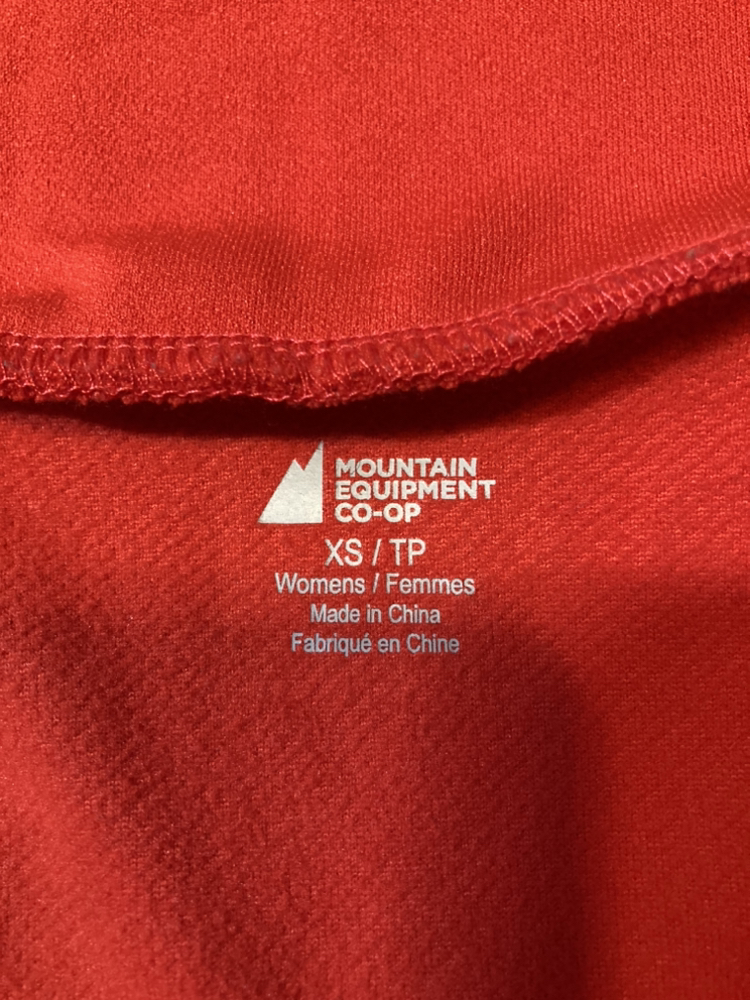 MOUNTAIN
EQUIPMENT
CO-OP
XS / TP
Womens / Femmes
Made in China
Fabriqué en Chine